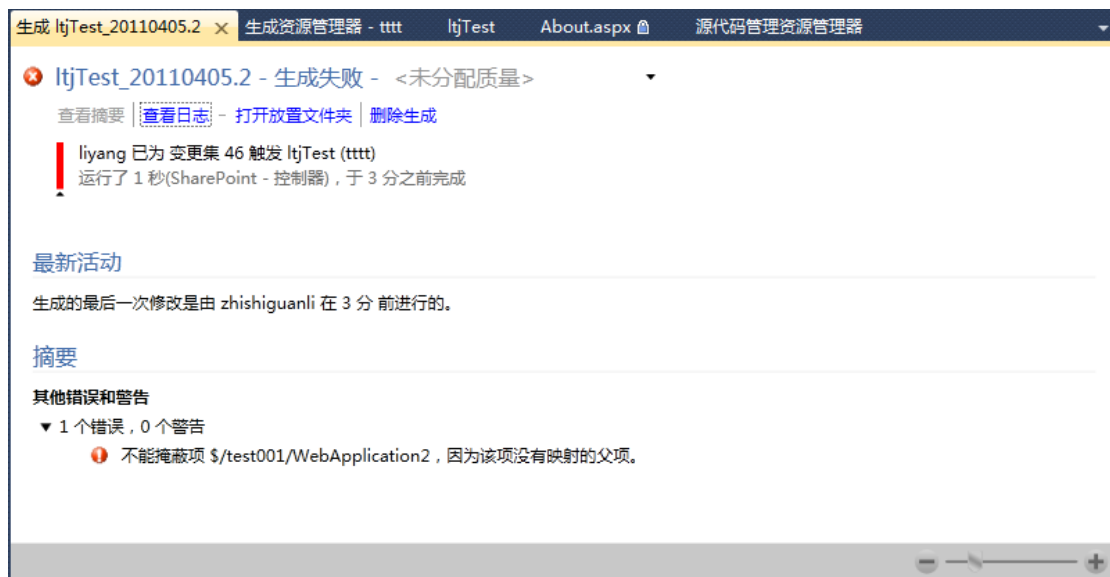 生成 ltjTest_20110405.2 生成资源管理器 - tttt ltjTest About.aspx 源代码管理资源管理器
ltjTest_20110405.2 - 生成失败 - <未分配质量>
查看摘要 | 查看日志 - 打开放置文件夹 | 删除生成
liyang 已为 变更集 46 触发 ltjTest (tttt)
运行了 1 秒(SharePoint - 控制器)，于 3 分之前完成
最新活动
生成的最后一次修改是由 zhishiguanli 在 3 分 前进行的。
摘要
其他错误和警告
1 个错误，0 个警告
不能掩蔽项 $/test001/WebApplication2，因为该项没有映射的父项。